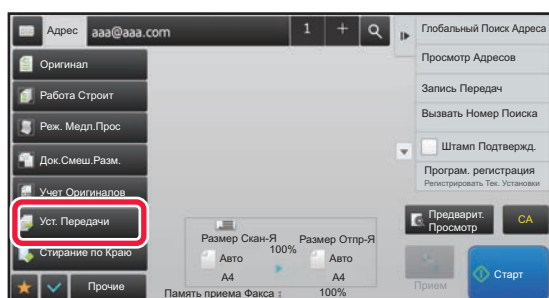 Адрес aaa@aaa.com 1 +
Оригинал
Работа Строит
Реж. Медл.Прос
Док.Смеш.Разм.
Учет Оригиналов
Уст. Передачи
Стирание по Краю
Прочие
Размер Скан-Я 100% Размер Отпр-Я
Авто Авто
А4 А4
Память приема Факса : 100%
Глобальный Поиск Адреса
Просмотр Адресов
Запись Передач
Вызвать Номер Поиска
Штамп Подтвержд.
Програм. регистрация
Регистрировать Тек. Установки
Предварит. Просмотр
CA
Прием
Старт